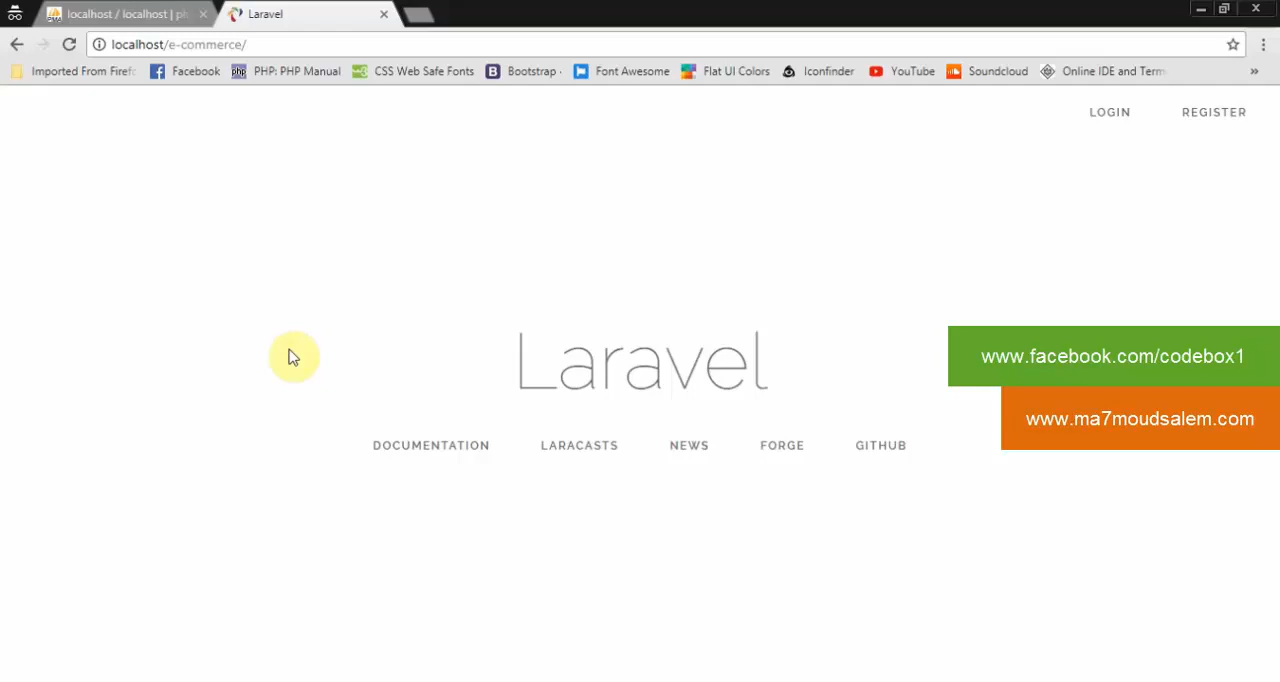 localhost / localhost | ph
Laravel
localhost/e-commerce/
Imported From Firefo
Facebook
php
PHP: PHP Manual
CSS Web Safe Fonts
B
Bootstrap
Font Awesome
Flat UI Colors
Iconfinder
YouTube
Soundcloud
Online IDE and Term
»
LOGIN
REGISTER
Laravel
www.facebook.com/codebox1
www.ma7moudsalem.com
DOCUMENTATION
LARACASTS
NEWS
FORGE
GITHUB